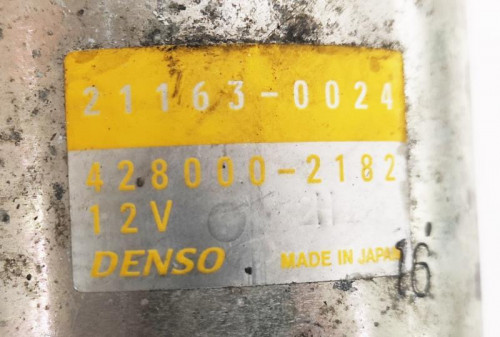 21163-0024
428000-2182
12V
DENSO MADE IN JAPAN
16